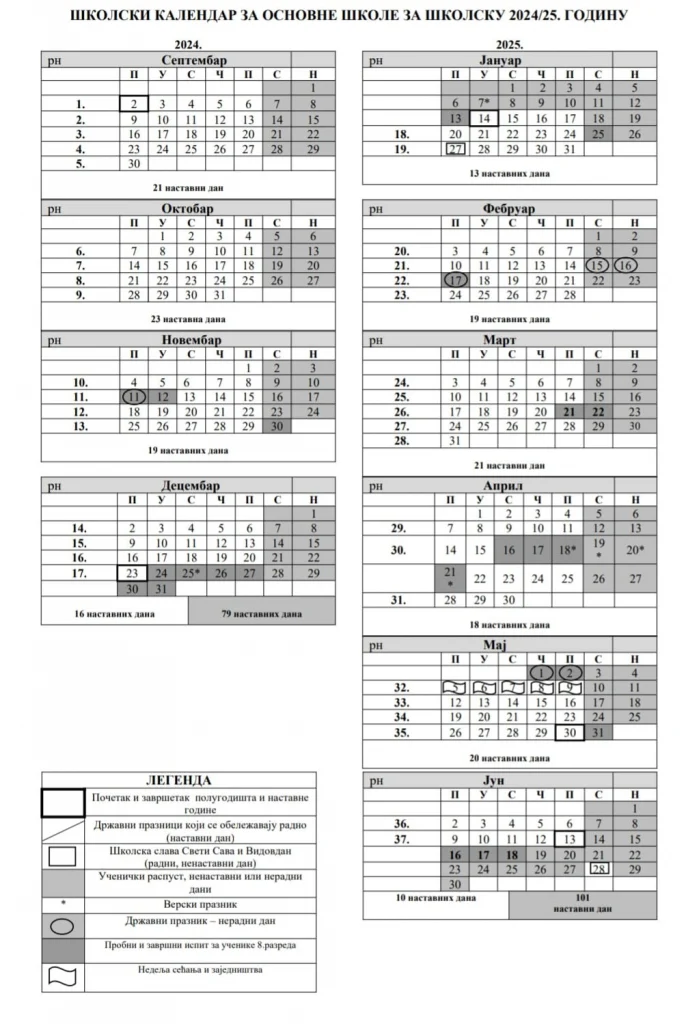 ШКОЛСКИ КАЛЕНДАР ЗА ОСНОВНЕ ШКОЛЕ ЗА ШКОЛСКУ 2024/25. ГОДИНУ
2024.
рн Септембар
П У С Ч П С Н
1
1. 2 3 4 5 6 7 8
2. 9 10 11 12 13 14 15
3. 16 17 18 19 20 21 22
4. 23 24 25 26 27 28 29
5. 30
21 наставни дан
рн Октобар
П У С Ч П С Н
1 2 3 4 5 6
6. 7 8 9 10 11 12 13
7. 14 15 16 17 18 19 20
8. 21 22 23 24 25 26 27
9. 28 29 30 31
23 наставна дана
рн Новембар
П У С Ч П С Н
1 2 3
10. 4 5 6 7 8 9 10
11. 11 12 13 14 15 16 17
12. 18 19 20 21 22 23 24
13. 25 26 27 28 29 30
19 наставних дана
рн Децембар
П У С Ч П С Н
1
14. 2 3 4 5 6 7 8
15. 9 10 11 12 13 14 15
16. 16 17 18 19 20 21 22
17. 23 24 25* 26 27 28 29
30 31
16 наставних дана 79 наставних дана
ЛЕГЕНДА
Почетак и завршетак полугодишта и наставне
године
Државни празници који се обележавају радно
(наставни дан)
Школска слава Свети Сава и Видовдан
(радни, ненаставни дан)
Ученички распуст, ненаставни или нерадни
дани
* Верски празник
Државни празник – нерадни дан
Пробни и завршни испит за ученике 8.разреда
Недеља сећања и заједништва
2025.
рн Јануар
П У С Ч П С Н
1 2 3 4 5
6 7* 8 9 10 11 12
13 14 15 16 17 18 19
18. 20 21 22 23 24 25 26
19. 27 28 29 30 31
13 наставних дана
рн Фебруар
П У С Ч П С Н
1 2
20. 3 4 5 6 7 8 9
21. 10 11 12 13 14 15 16
22. 17 18 19 20 21 22 23
23. 24 25 26 27 28
19 наставних дана
рн Март
П У С Ч П С Н
1 2
24. 3 4 5 6 7 8 9
25. 10 11 12 13 14 15 16
26. 17 18 19 20 21 22 23
27. 24 25 26 27 28 29 30
28. 31
21 наставни дан
рн Април
П У С Ч П С Н
1 2 3 4 5 6
29. 7 8 9 10 11 12 13
30. 14 15 16 17 18* 19* 20*
21* 22 23 24 25 26 27
31. 28 29 30
18 наставних дана
рн Мај
П У С Ч П С Н
1 2 3 4
32. 5 6 7 8 9 10 11
33. 12 13 14 15 16 17 18
34. 19 20 21 22 23 24 25
35. 26 27 28 29 30 31
20 наставних дана
рн Јун
П У С Ч П С Н
1
36. 2 3 4 5 6 7 8
37. 9 10 11 12 13 14 15
16 17 18 19 20 21 22
23 24 25 26 27 28 29
30
10 наставних дана 101
наставни дан